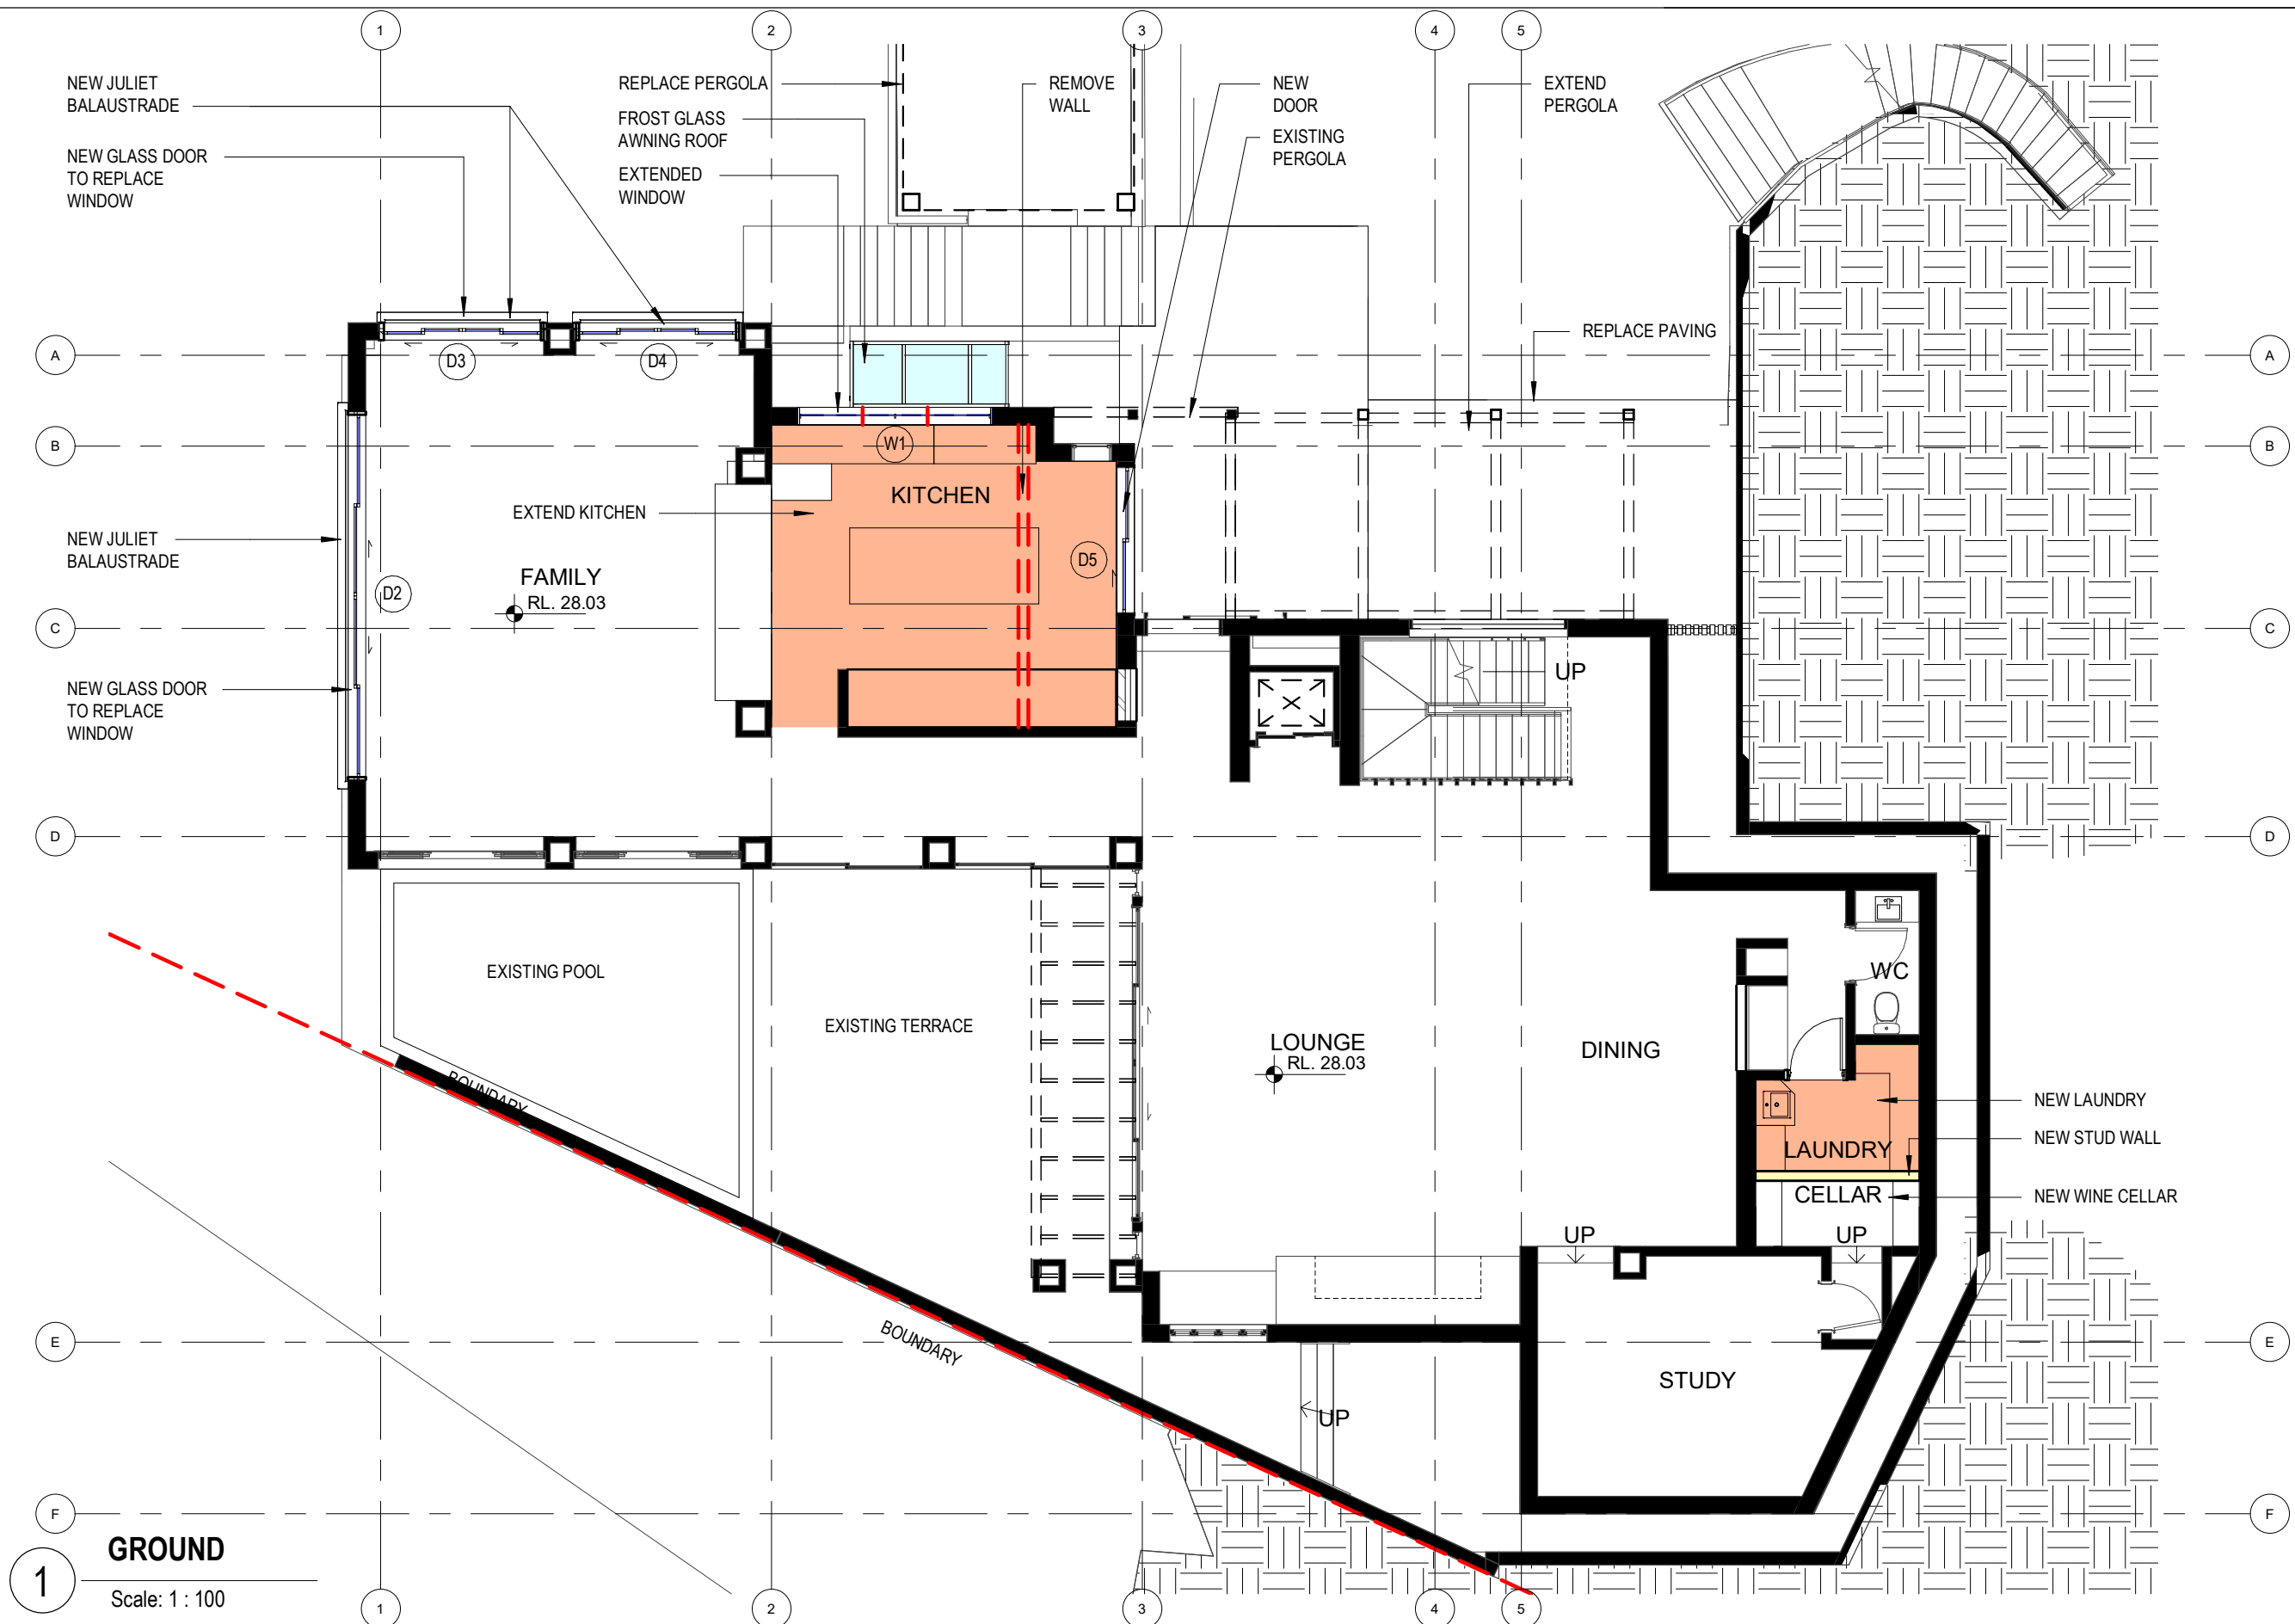 1
2
3
4
5
NEW JULIET
BALAUSTRADE
NEW GLASS DOOR
TO REPLACE
WINDOW
REPLACE PERGOLA
FROST GLASS
AWNING ROOF
EXTENDED
WINDOW
REMOVE
WALL
NEW
DOOR
EXISTING
PERGOLA
EXTEND
PERGOLA
REPLACE PAVING
A
D3
D4
A
B
W1
B
KITCHEN
EXTEND KITCHEN
NEW JULIET
BALAUSTRADE
D5
FAMILY
RL. 28.03
D2
C
C
UP
NEW GLASS DOOR
TO REPLACE
WINDOW
X
D
D
EXISTING POOL
WC
EXISTING TERRACE
LOUNGE
RL. 28.03
DINING
BOUNDARY
NEW LAUNDRY
NEW STUD WALL
LAUNDRY
CELLAR
NEW WINE CELLAR
UP
UP
BOUNDARY
E
E
STUDY
UP
F
F
GROUND
1
Scale: 1 : 100
1
2
3
4
5